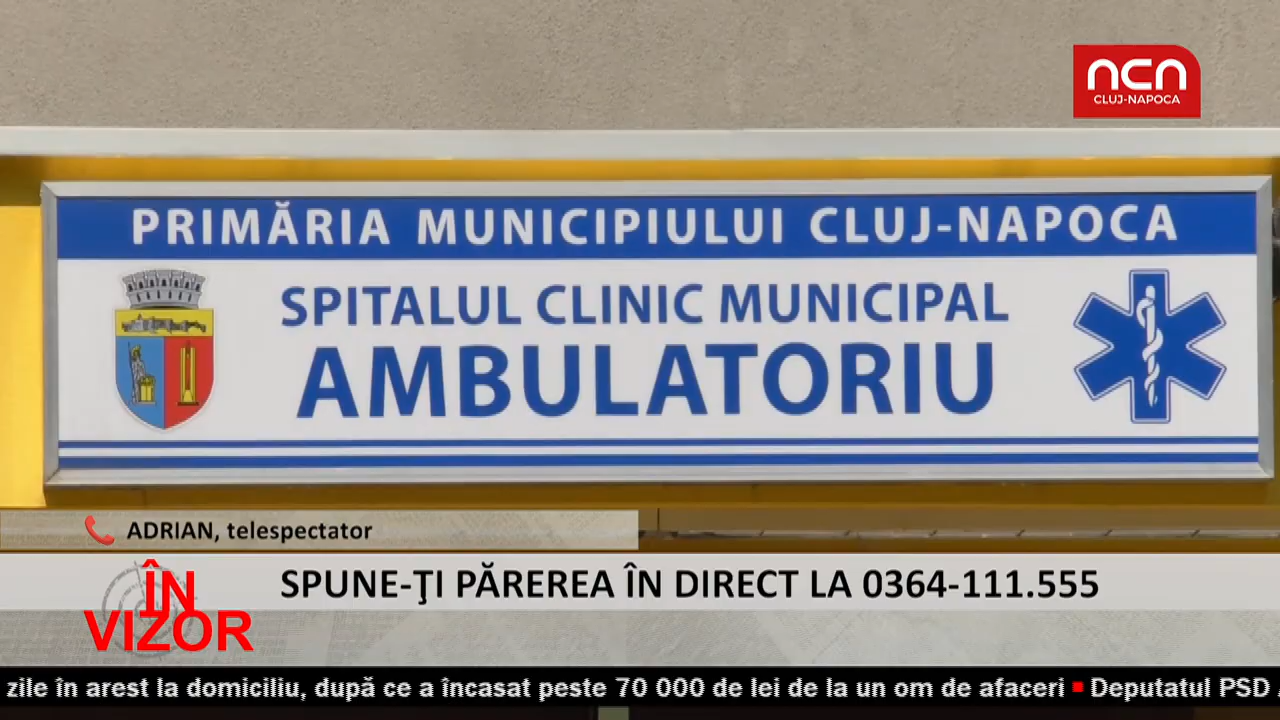 ncn
CLUJ-NAPOCA
PRIMĂRIA MUNICIPIULUI CLUJ-NAPOCA
SPITALUL CLINIC MUNICIPAL
AMBULATORIU
ADRIAN, telespectator
SPUNE-ŢI PĂREREA ÎN DIRECT LA 0364-111.555
ÎN
VIZOR
zile în arest la domiciliu, după ce a încasat peste 70 000 de lei de la un om de afaceri ▪ Deputatul PSD